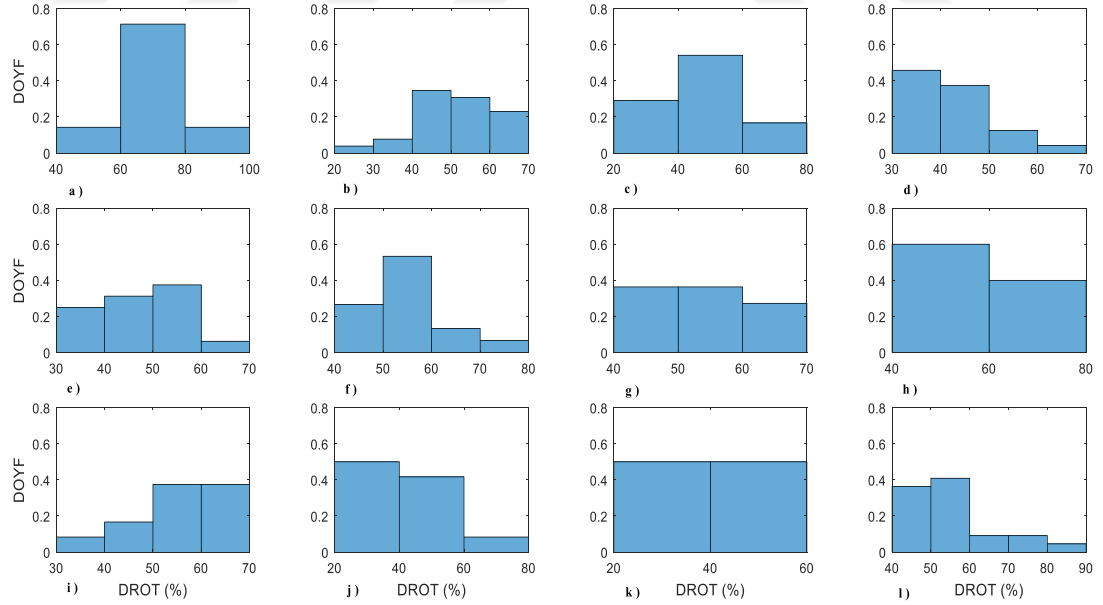 0.8 0.8 0.8 0.8
0.6 0.6 0.6 0.6
DOYF
0.4 0.4 0.4 0.4
0.2 0.2 0.2 0.2
0 0 0 0
40 60 80 100 20 30 40 50 60 70 20 40 60 80 30 40 50 60 70
a ) b ) c ) d )
0.8 0.8 0.8 0.8
0.6 0.6 0.6 0.6
DOYF
0.4 0.4 0.4 0.4
0.2 0.2 0.2 0.2
0 0 0 0
30 40 50 60 70 40 50 60 70 80 40 50 60 70 40 60 80
e ) f ) g ) h )
0.8 0.8 0.8 0.8
0.6 0.6 0.6 0.6
DOYF
0.4 0.4 0.4 0.4
0.2 0.2 0.2 0.2
0 0 0 0
30 40 50 60 70 20 40 60 80 20 40 60 40 50 60 70 80 90
i ) DROT (%) j ) DROT (%) k ) DROT (%) l ) DROT (%)